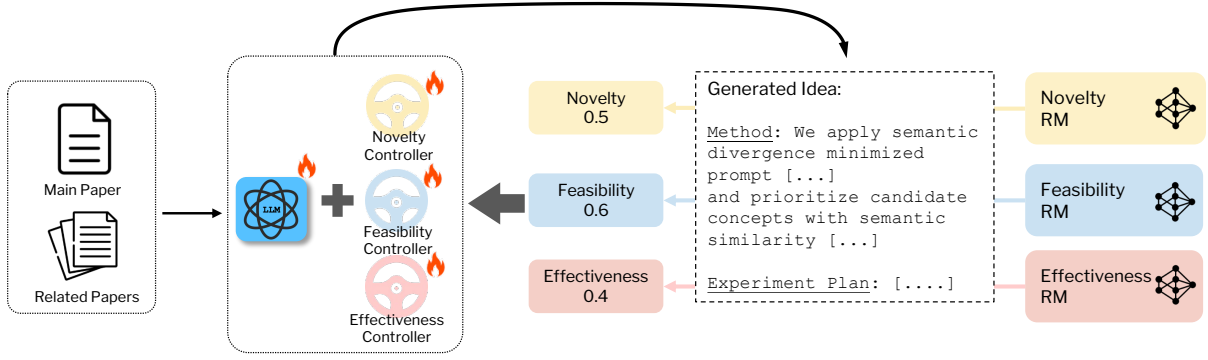 Main Paper
Related Papers
LLM
Novelty
Controller
Feasibility
Controller
Effectiveness
Controller
Novelty
0.5
Feasibility
0.6
Effectiveness
0.4
Generated Idea:
Method: We apply semantic
divergence minimized
prompt [...]
and prioritize candidate
concepts with semantic
similarity [...]
Experiment Plan: [....]
Novelty
RM
Feasibility
RM
Effectiveness
RM